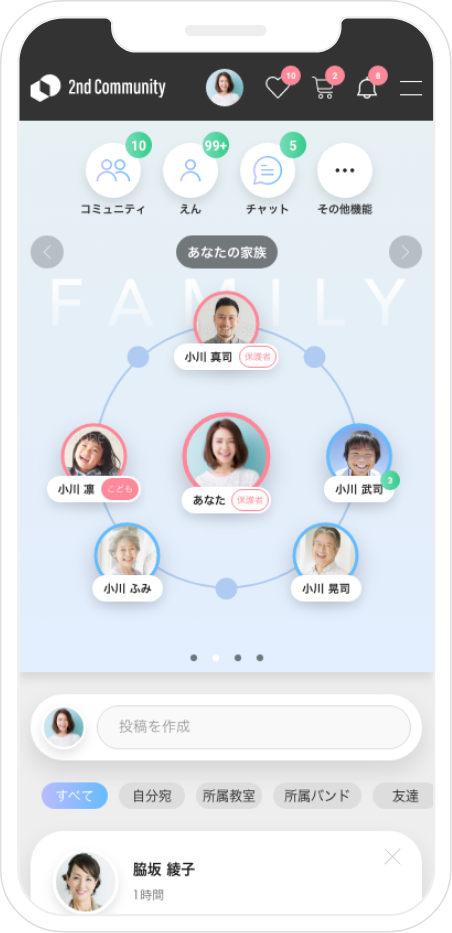 2nd Community
10
2
8
10
99+
5
コミュニティ
えん
チャット
その他機能
あなたの家族
FAMILY
小川 真司 保護者
小川 凛 こども
あなた 保護者
小川 武司
3
小川 ふみ
小川 晃司
投稿を作成
すべて
自分宛
所属教室
所属バンド
友達
脇坂 綾子
1時間